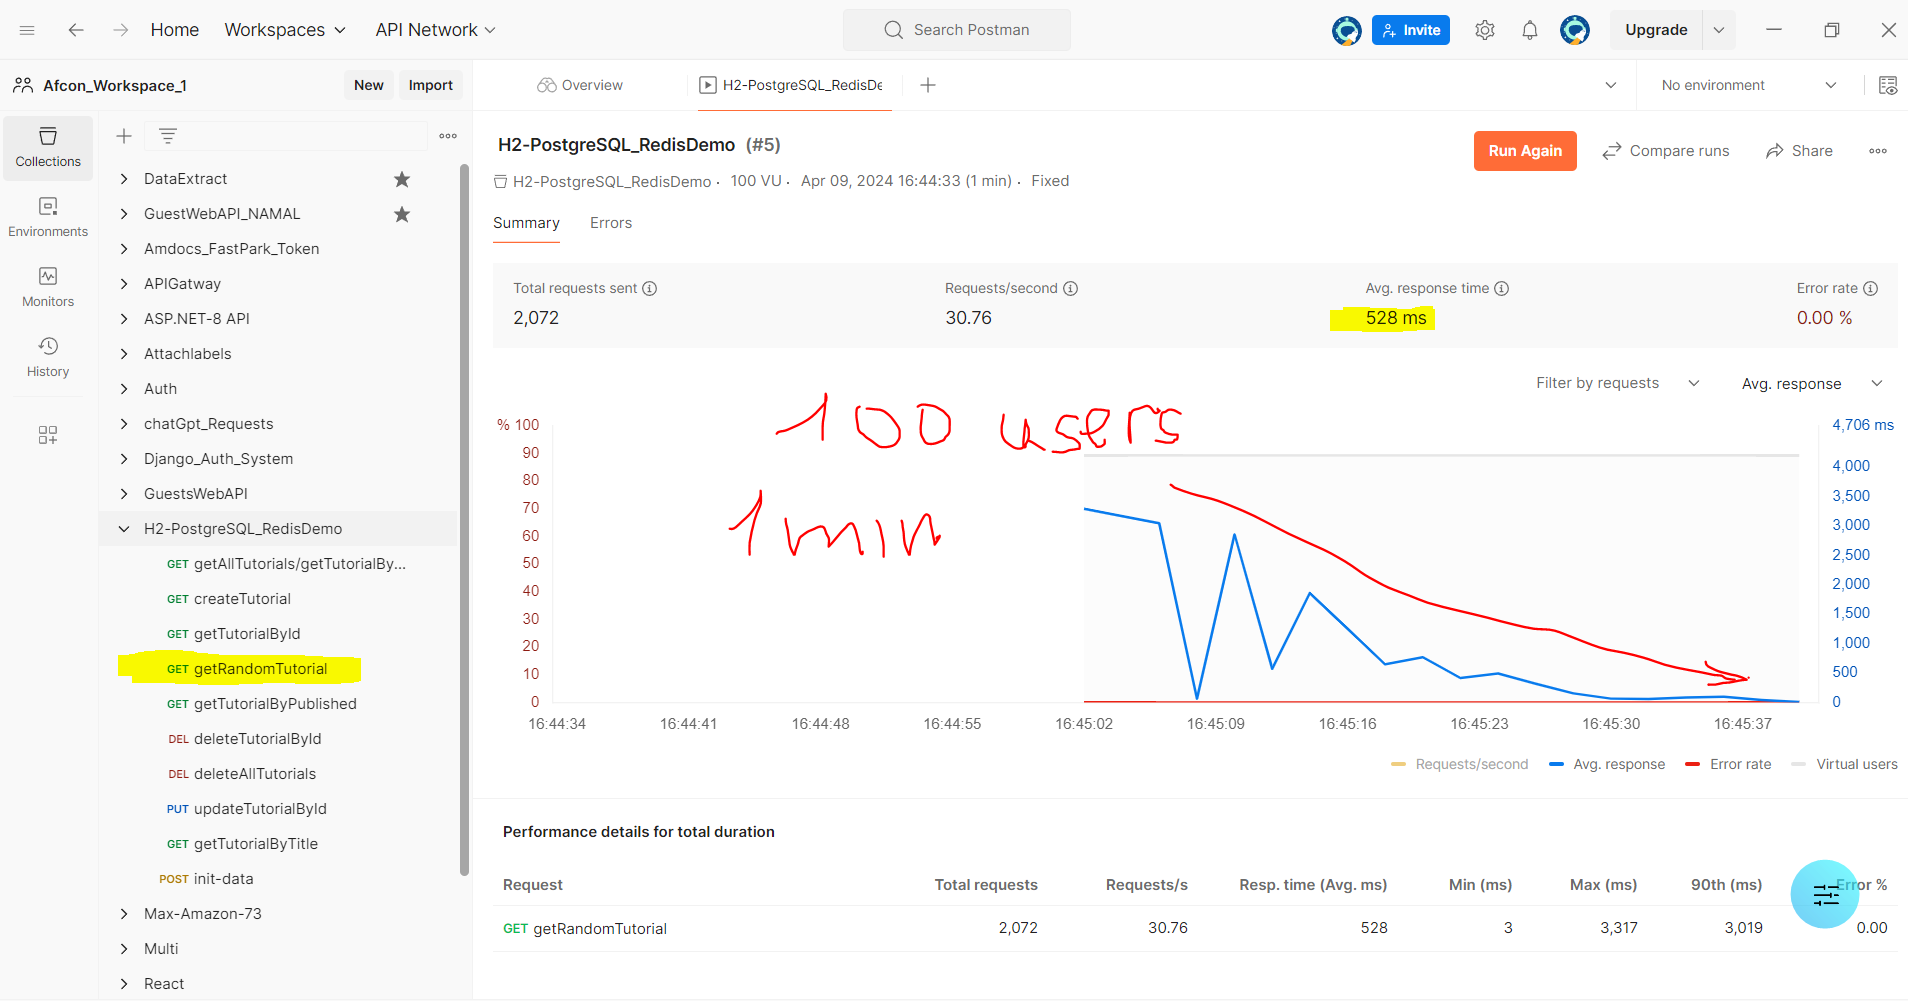 Home Workspaces API Network Search Postman Invite Upgrade
Afcon_Workspace_1 New Import Overview H2-PostgreSQL_RedisDe No environment
Collections
Environments
Monitors
History
DataExtract
GuestWebAPI_NAMAL
Amdocs_FastPark_Token
APIGatway
ASP.NET-8 API
Attachlabels
Auth
chatGpt_Requests
Django_Auth_System
GuestsWebAPI
H2-PostgreSQL_RedisDemo
GET getAllTutorials/getTutorialBy...
GET createTutorial
GET getTutorialById
GET getRandomTutorial
GET getTutorialByPublished
DEL deleteTutorialById
DEL deleteAllTutorials
PUT updateTutorialById
GET getTutorialByTitle
POST init-data
Max-Amazon-73
Multi
React
H2-PostgreSQL_RedisDemo (#5) Run Again Compare runs Share
H2-PostgreSQL_RedisDemo · 100 VU · Apr 09, 2024 16:44:33 (1 min) · Fixed
Summary Errors
Total requests sent Requests/second Avg. response time Error rate
2,072 30.76 528 ms 0.00 %
Filter by requests Avg. response
100 users
1 min
% 100
90
80
70
60
50
40
30
20
10
0
4,706 ms
4,000
3,500
3,000
2,500
2,000
1,500
1,000
500
0
16:44:34 16:44:41 16:44:48 16:44:55 16:45:02 16:45:09 16:45:16 16:45:23 16:45:30 16:45:37
Requests/second Avg. response Error rate Virtual users
Performance details for total duration
Request Total requests Requests/s Resp. time (Avg. ms) Min (ms) Max (ms) 90th (ms) Error %
GET getRandomTutorial 2,072 30.76 528 3 3,317 3,019 0.00